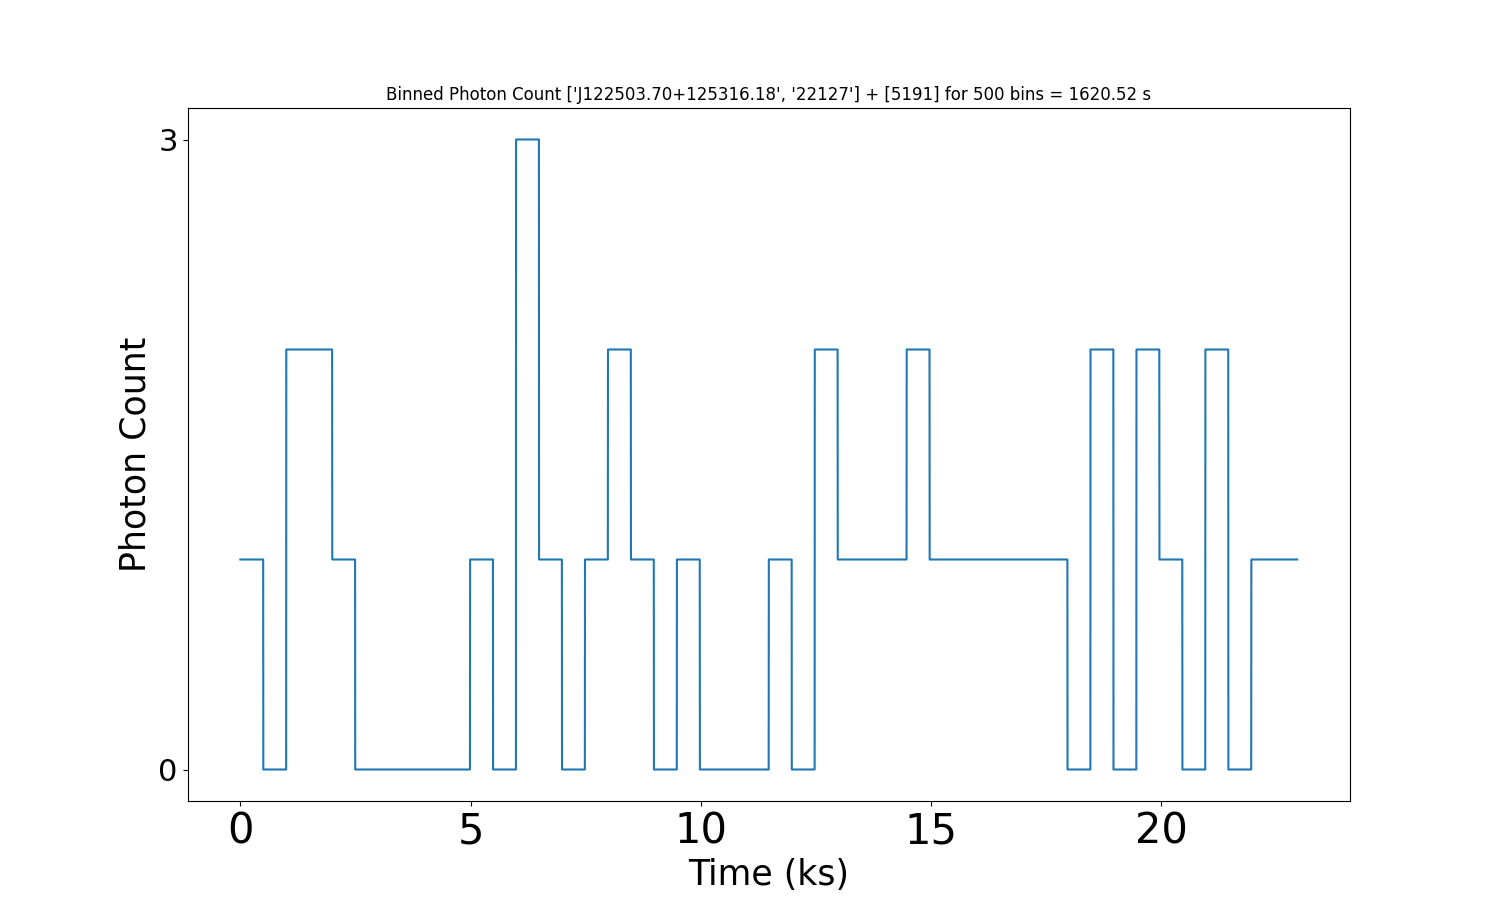 Binned Photon Count ['J122503.70+125316.18', '22127'] + [5191] for 500 bins = 1620.52 s
3
0
Photon Count
0 5 10 15 20
Time (ks)